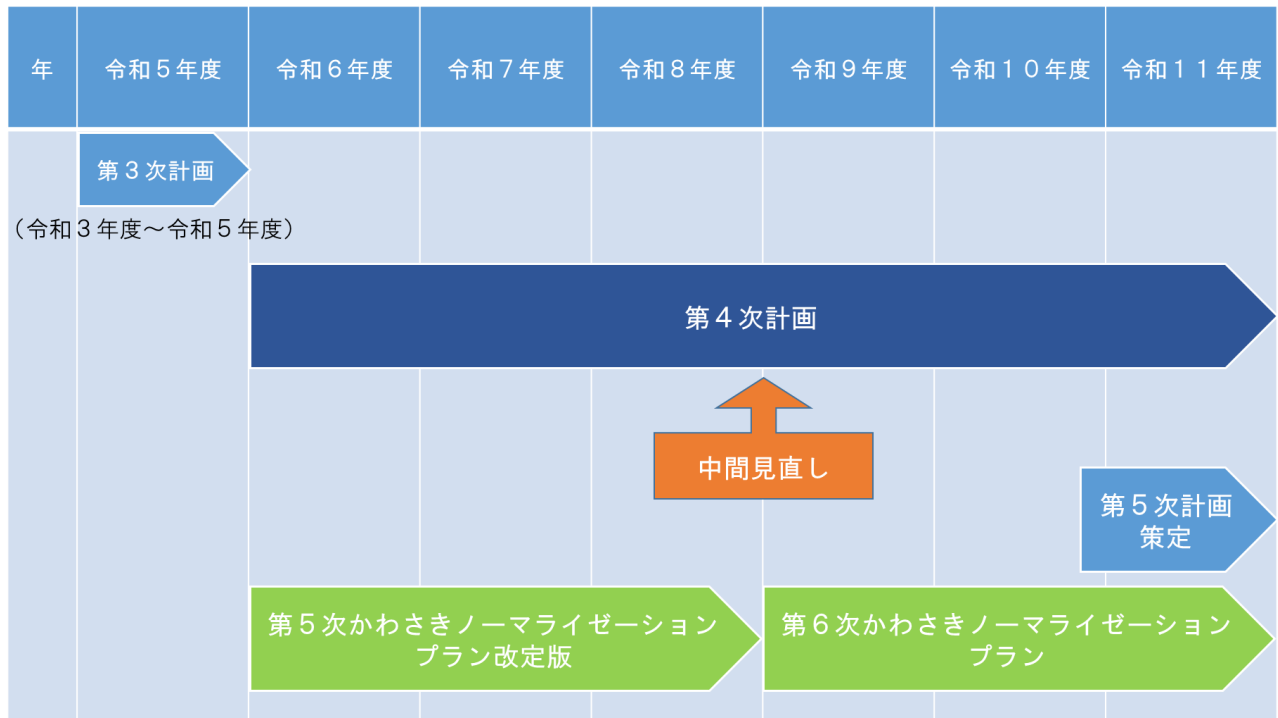 年 令和５年度 令和６年度 令和７年度 令和８年度 令和９年度 令和１０年度 令和１１年度
第３次計画
（令和３年度～令和５年度）
第４次計画
中間見直し
第５次計画
策定
第５次かわさきノーマライゼーション
プラン改定版
第６次かわさきノーマライゼーション
プラン